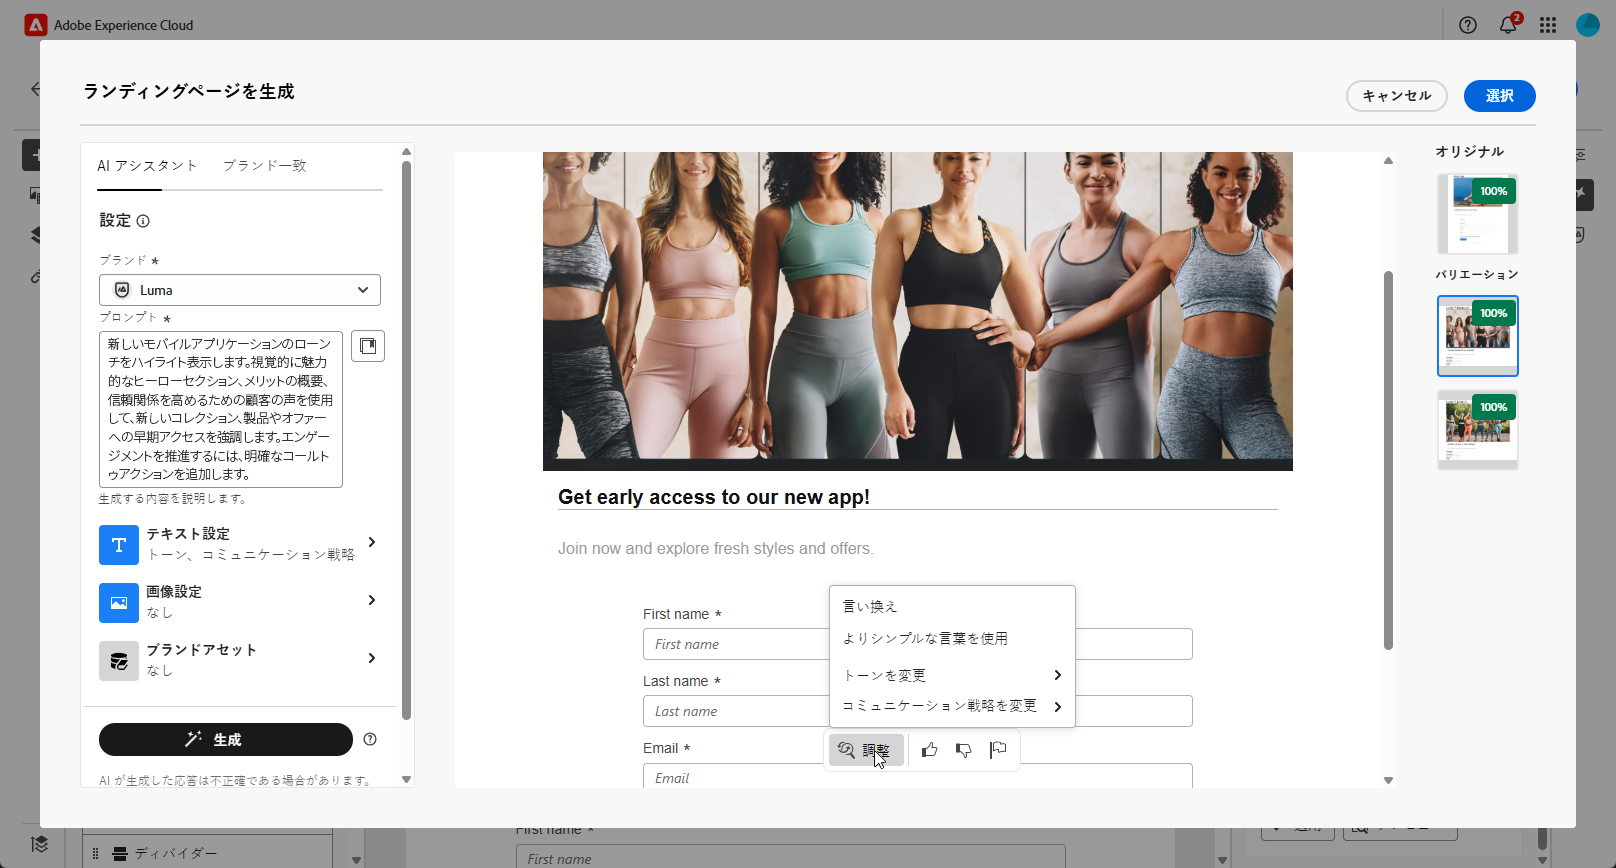 Adobe Experience Cloud
2
ランディングページを生成
キャンセル
選択
AI アシスタント
ブランド一致
設定
ブランド *
Luma
プロンプト *
新しいモバイルアプリケーションのローン
チをハイライト表示します。視覚的に魅力
的なヒーローセクション、メリットの概要、
信頼関係を高めるための顧客の声を使用
して、新しいコレクション、製品やオファー
への早期アクセスを強調します。エンゲー
ジメントを推進するには、明確なコールト
ゥアクションを追加します。
生成する内容を説明します。
テキスト設定
トーン、コミュニケーション戦略
画像設定
なし
ブランドアセット
なし
生成
AI が生成した応答は不正確である場合があります。
Get early access to our new app!
Join now and explore fresh styles and offers.
First name *
First name
Last name *
Last name
Email *
Email
言い換え
よりシンプルな言葉を使用
トーンを変更
コミュニケーション戦略を変更
調整
オリジナル
100%
バリエーション
100%
100%
ディバイダー
First name *
First name